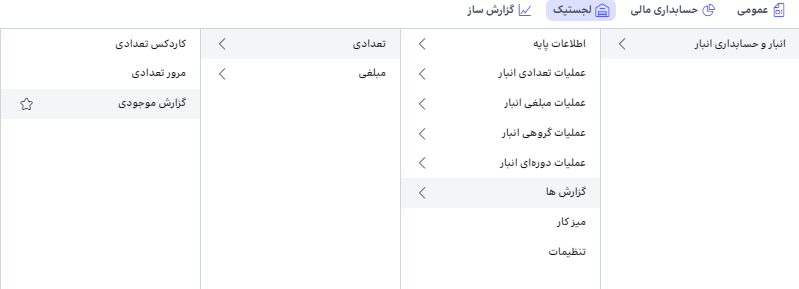 عمومی
حسابداری مالی
لجستیک
گزارش ساز
انبار و حسابداری انبار
اطلاعات پایه
عملیات تعدادی انبار
عملیات مبلغی انبار
عملیات گروهی انبار
عملیات دوره‌ای انبار
گزارش ها
میز کار
تنظیمات
تعدادی
مبلغی
کاردکس تعدادی
مرور تعدادی
گزارش موجودی